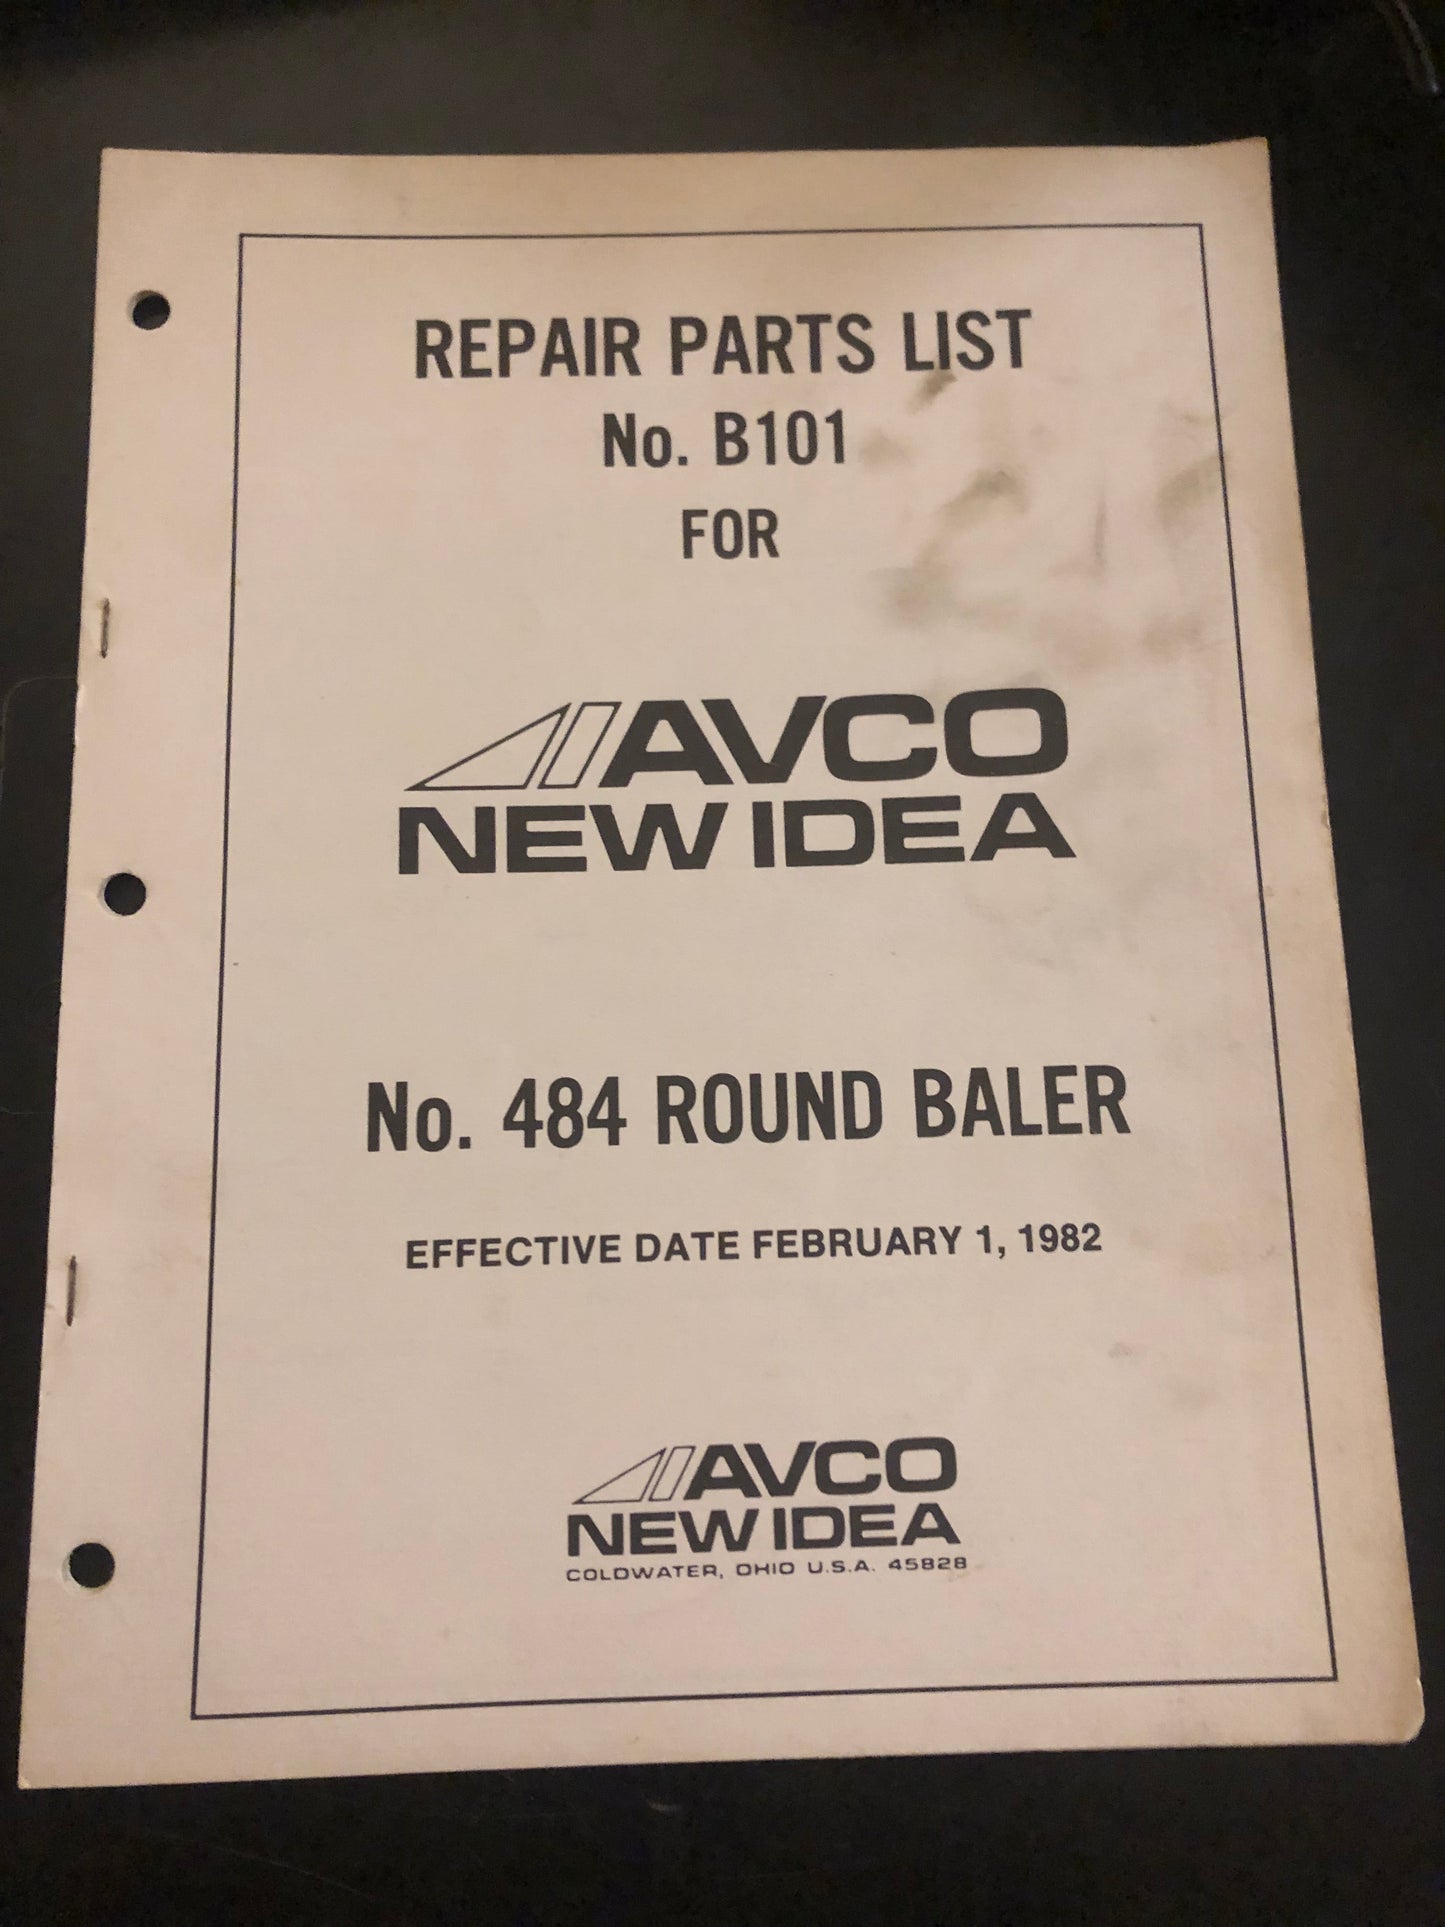 REPAIR PARTS LIST
No. B101
FOR
AVCO
NEW IDEA
No. 484 ROUND BALER
EFFECTIVE DATE FEBRUARY 1, 1982
AVCO
NEW IDEA
COLDWATER, OHIO U.S.A. 45828